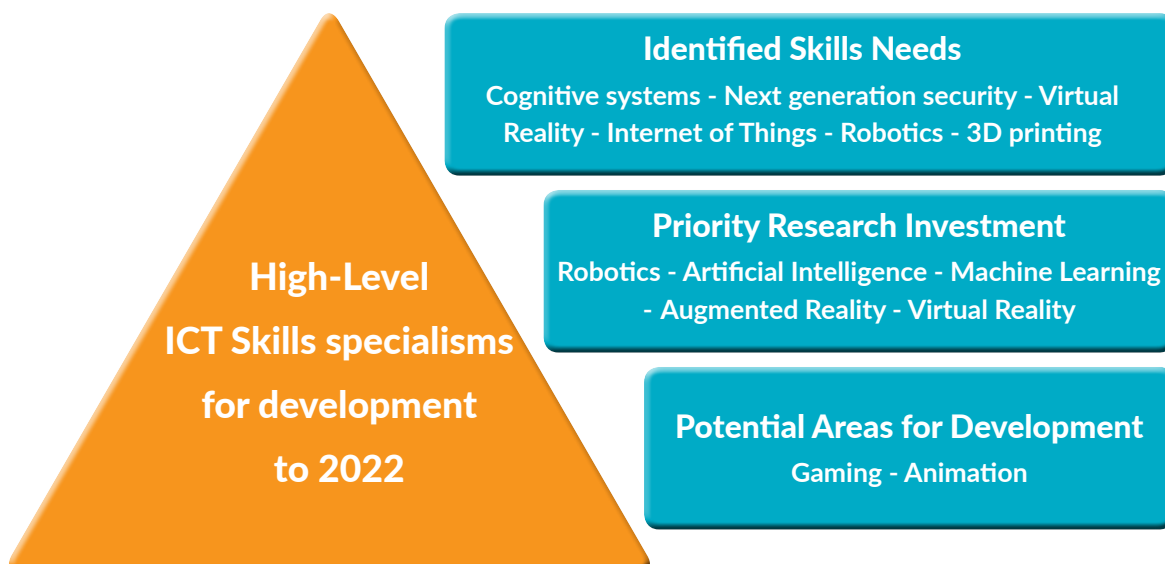 High-Level
ICT Skills specialisms
for development
to 2022
Identified Skills Needs
Cognitive systems - Next generation security - Virtual
Reality - Internet of Things - Robotics - 3D printing
Priority Research Investment
Robotics - Artificial Intelligence - Machine Learning
- Augmented Reality - Virtual Reality
Potential Areas for Development
Gaming - Animation